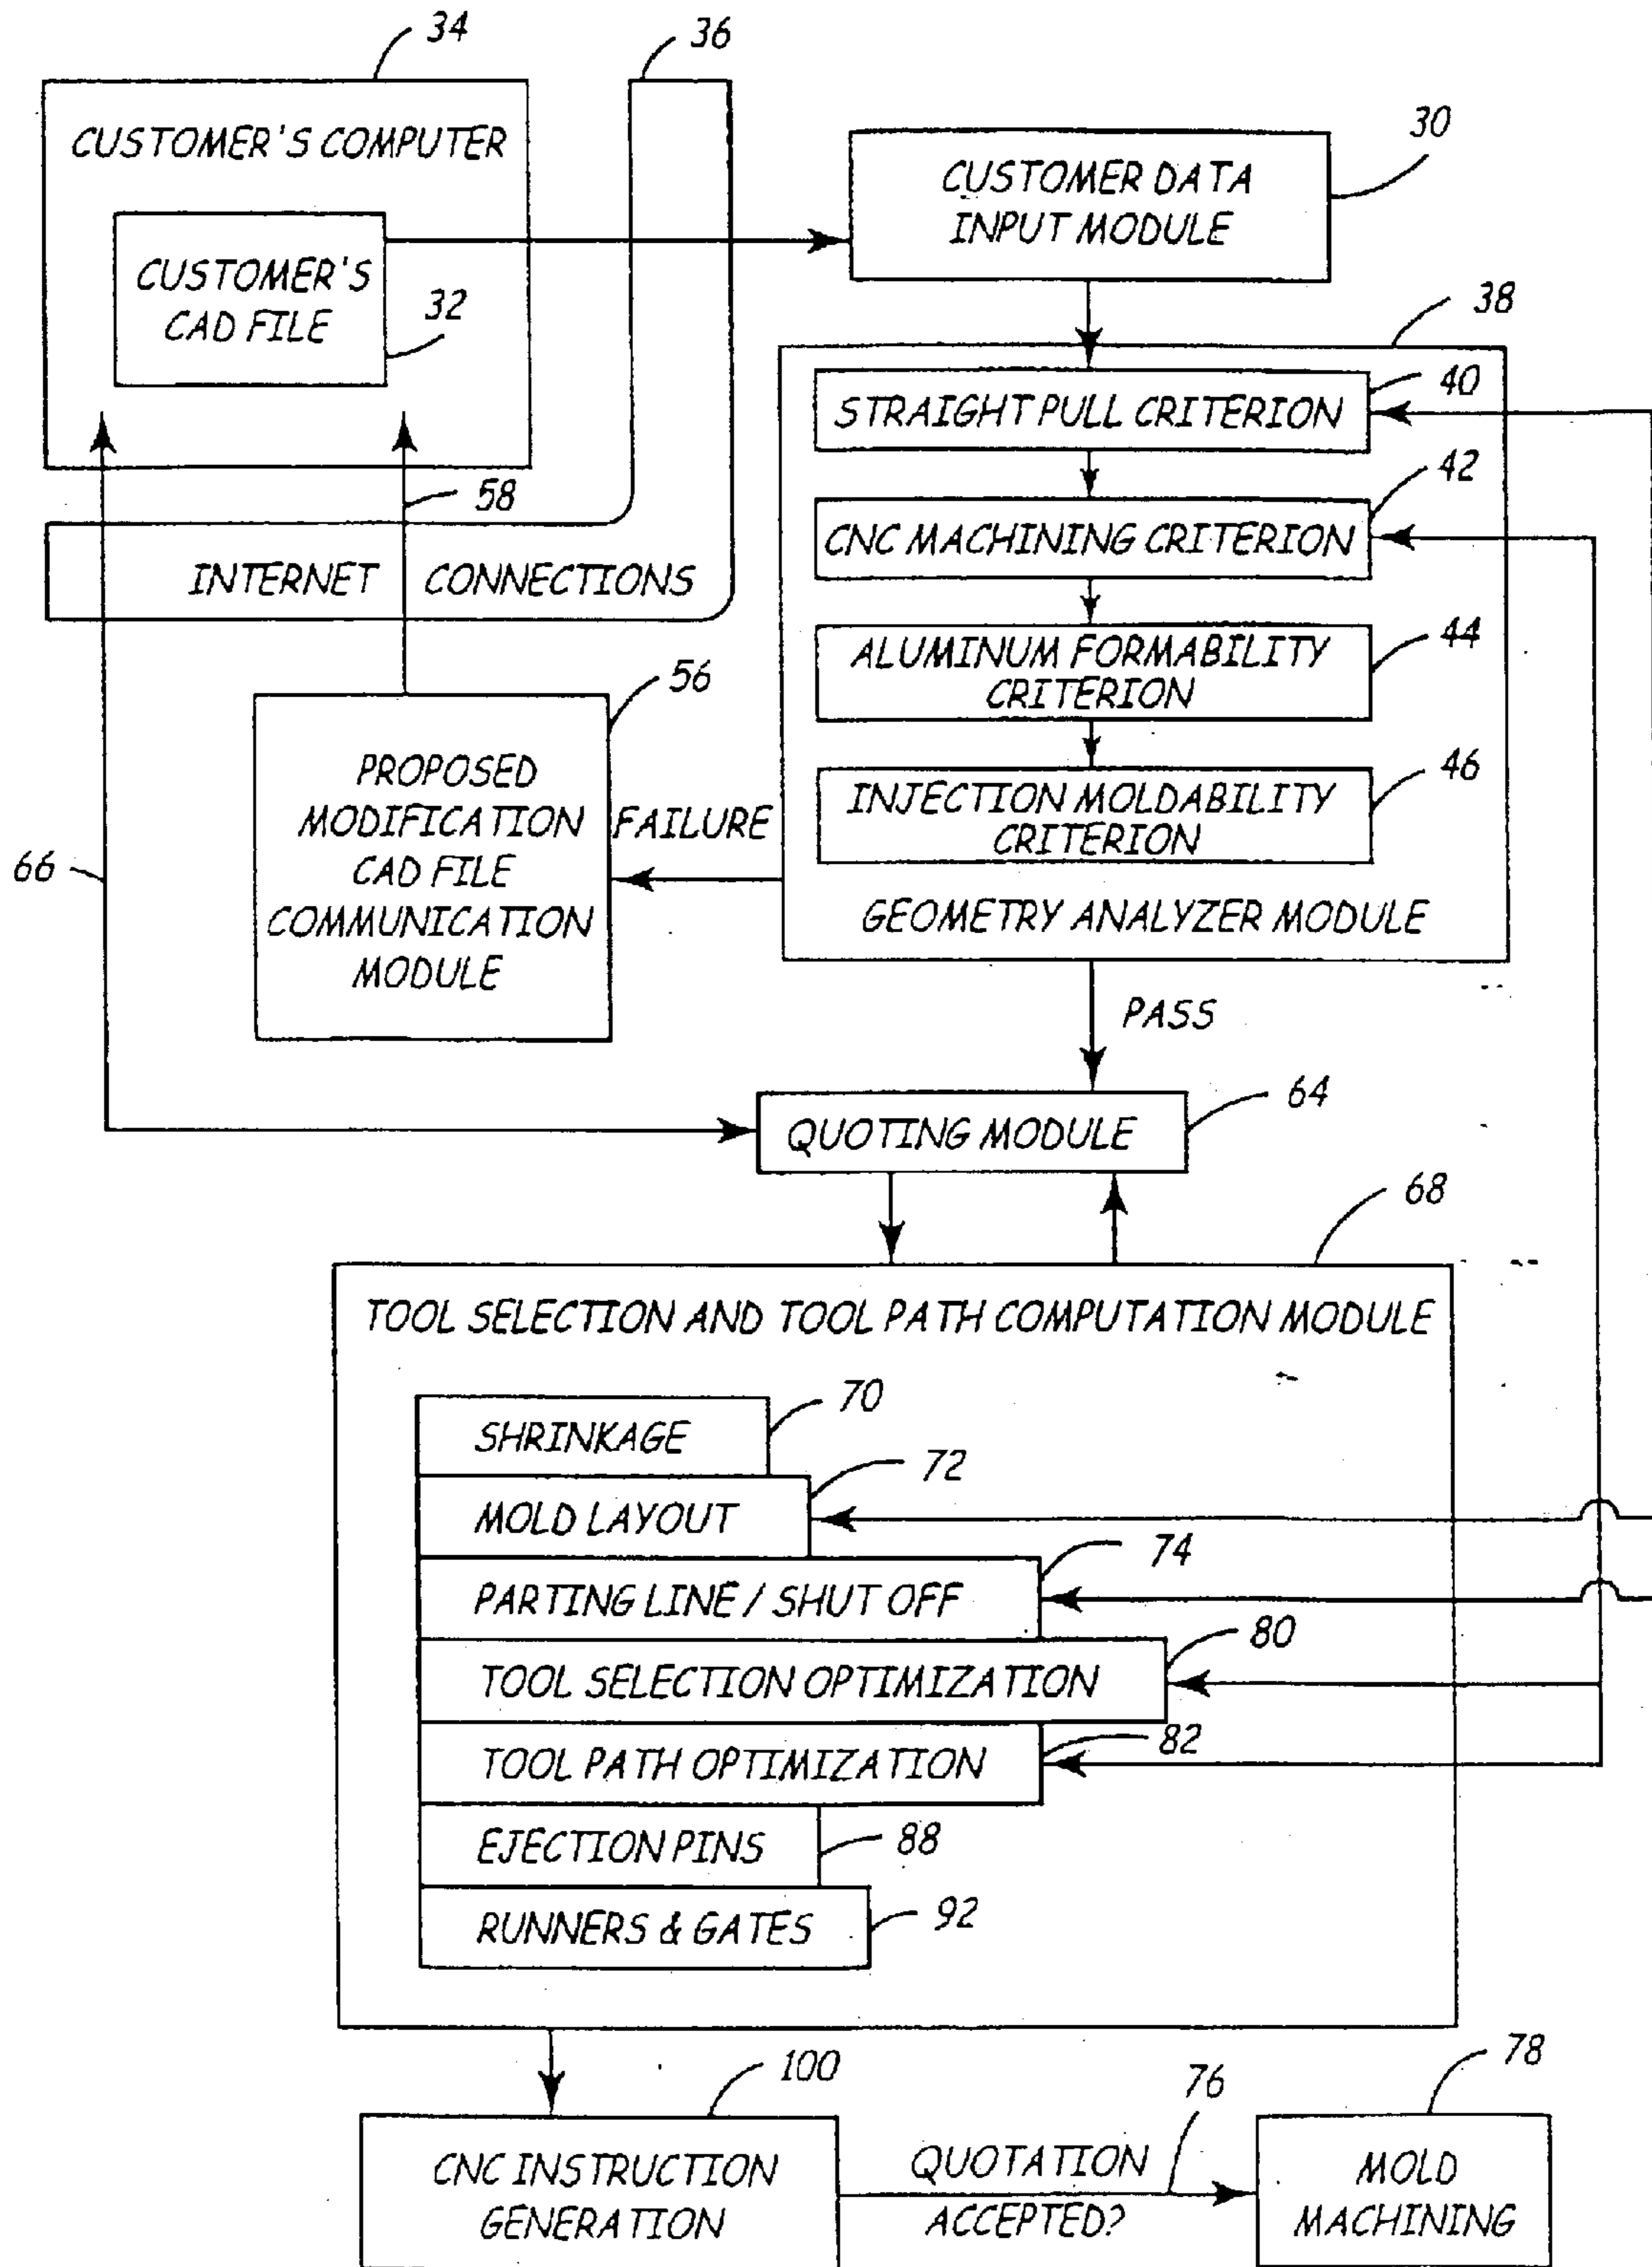 34
36
CUSTOMER'S COMPUTER
30
CUSTOMER DATA
INPUT MODULE
CUSTOMER'S
CAD FILE
32
38
STRAIGHT PULL CRITERION
40
58
CNC MACHINING CRITERION
42
INTERNET CONNECTIONS
ALUMINUM FORMABILITY
CRITERION
44
56
PROPOSED
MODIFICATION
CAD FILE
COMMUNICATION
MODULE
INJECTION MOLDABILITY
CRITERION
46
FAILURE
66
GEOMETRY ANALYZER MODULE
PASS
64
QUOTING MODULE
68
TOOL SELECTION AND TOOL PATH COMPUTATION MODULE
70
SHRINKAGE
72
MOLD LAYOUT
74
PARTING LINE / SHUT OFF
80
TOOL SELECTION OPTIMIZATION
82
TOOL PATH OPTIMIZATION
EJECTION PINS
88
RUNNERS & GATES
92
100
76
78
CNC INSTRUCTION
GENERATION
QUOTATION
ACCEPTED?
MOLD
MACHINING